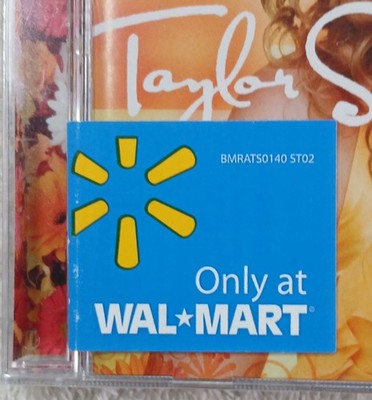 Taylor S
BMRATS0140 ST02
Only at
WAL★MART